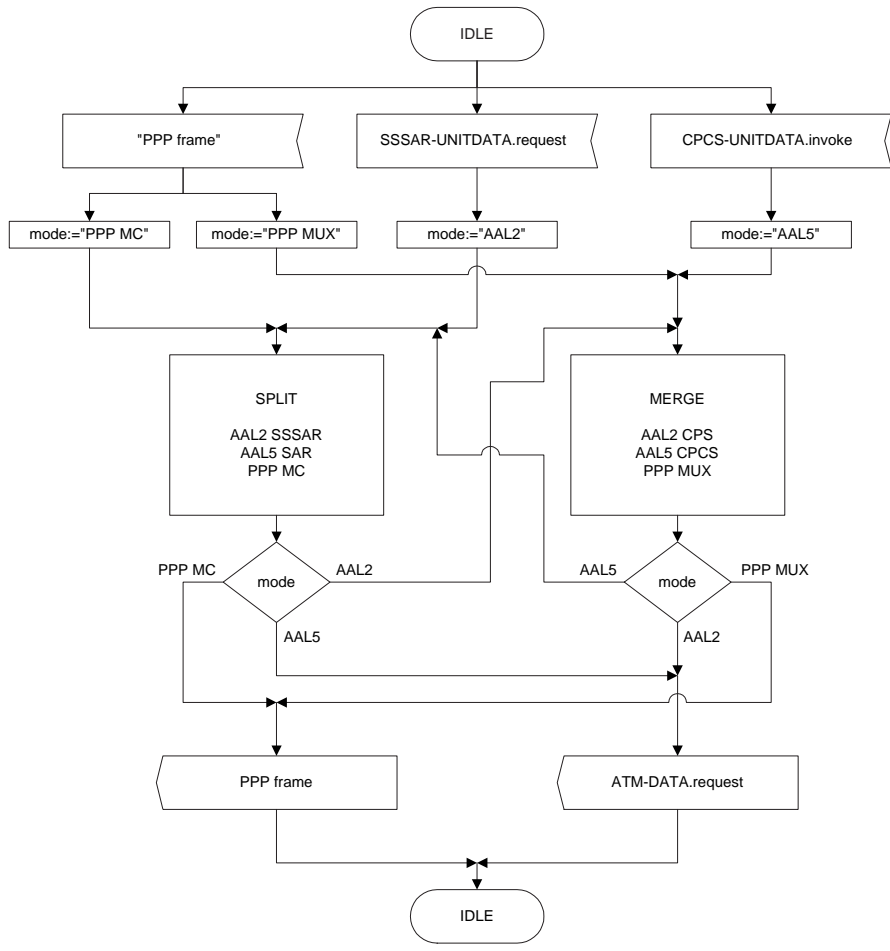 IDLE
"PPP frame"
SSSAR-UNITDATA.request
CPCS-UNITDATA.invoke
mode:="PPP MC"
mode:="PPP MUX"
mode:="AAL2"
mode:="AAL5"
SPLIT
AAL2 SSSAR
AAL5 SAR
PPP MC
MERGE
AAL2 CPS
AAL5 CPCS
PPP MUX
PPP MC
mode
AAL2
AAL5
AAL5
mode
PPP MUX
AAL2
PPP frame
ATM-DATA.request
IDLE